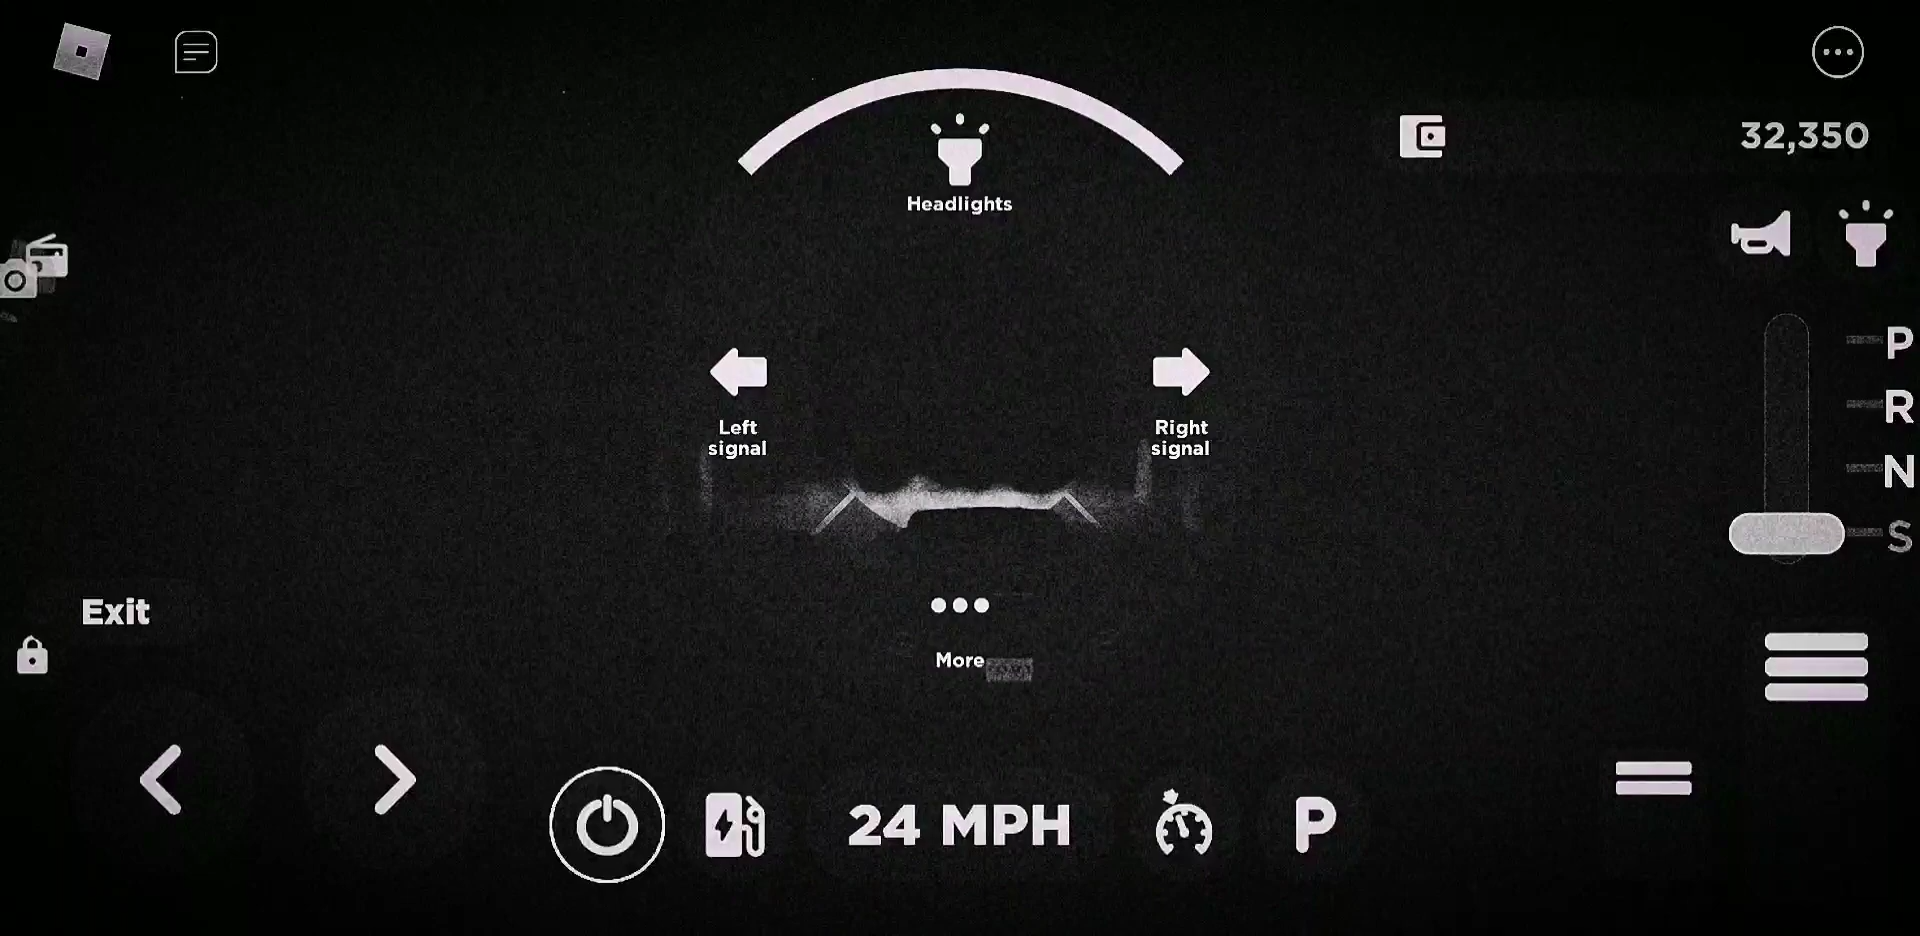 32,350
Headlights
P
Left
signal
Right
signal
R
N
S
Exit
More
24 MPH
P